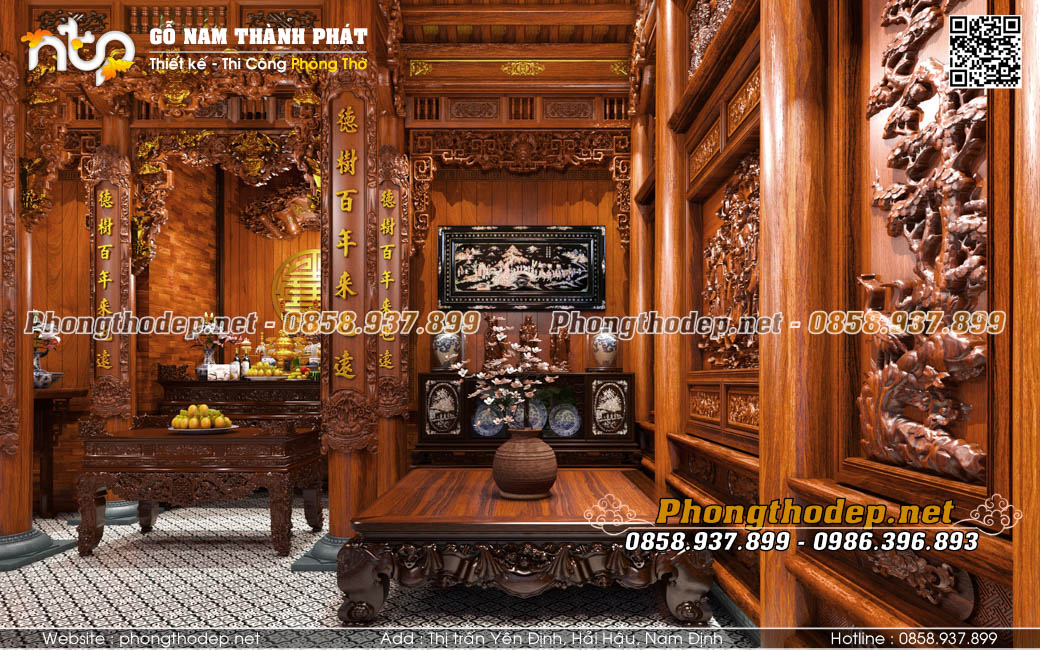 ntp
GỖ NAM THÀNH PHÁT
Thiết kế - Thi Công Phòng Thờ
德樹百年來遠
德樹百年來
遠
德樹百年來
遠
Phongthodep.net - 0858.937.899
Phongthodep.net - 0858.937.899
Phongthodep.net
0858.937.899 - 0986.396.893
Website : phongthodep.net
Add : Thị trấn Yên Định, Hải Hậu, Nam Định
Hotline : 0858.937.899